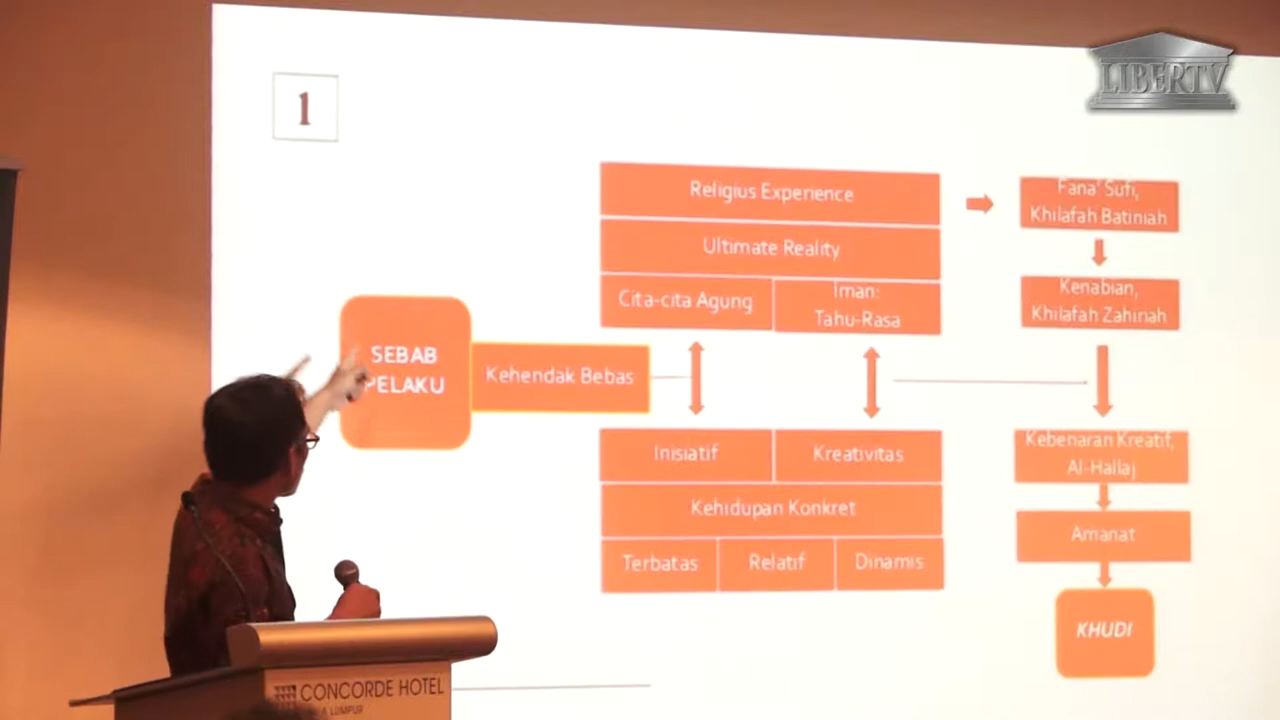 LIBERTV
1
Religius Experience
Ultimate Reality
Cita-cita Agung
Iman:
Tahu-Rasa
Fana' Sufi,
Khilafah Batiniah
Kenabian,
Khilafah Zahiriah
SEBAB
PELAKU
Kehendak Bebas
Inisiatif
Kreativitas
Kehidupan Konkret
Terbatas
Relatif
Dinamis
Kebenaran Kreatif,
Al-Hallaj
Amanat
KHUDI
CONCORDE HOTEL
LUMPUR